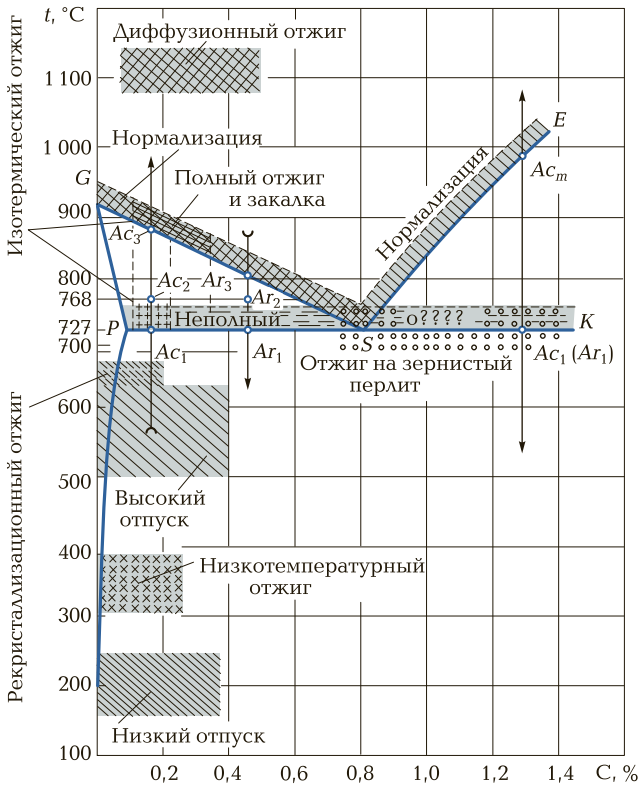 t, °C
Диффузионный отжиг
1 100
Изотермический отжиг
Нормализация
1 000
E
Ac m
G
Полный отжиг
и закалка
Нормализация
900
Ac3
800
Ac2
Ar3
Ar2
768
Неполный
о????
727
P
K
700
S
Ac1
Ar1
Отжиг на зернистый
перлит
Ac1 (Ar1)
600
Рекристаллизационный отжиг
500
Высокий
отпуск
400
Низкотемпературный
отжиг
300
200
Низкий отпуск
100
0,2
0,4
0,6
0,8
1,0
1,2
1,4
C, %